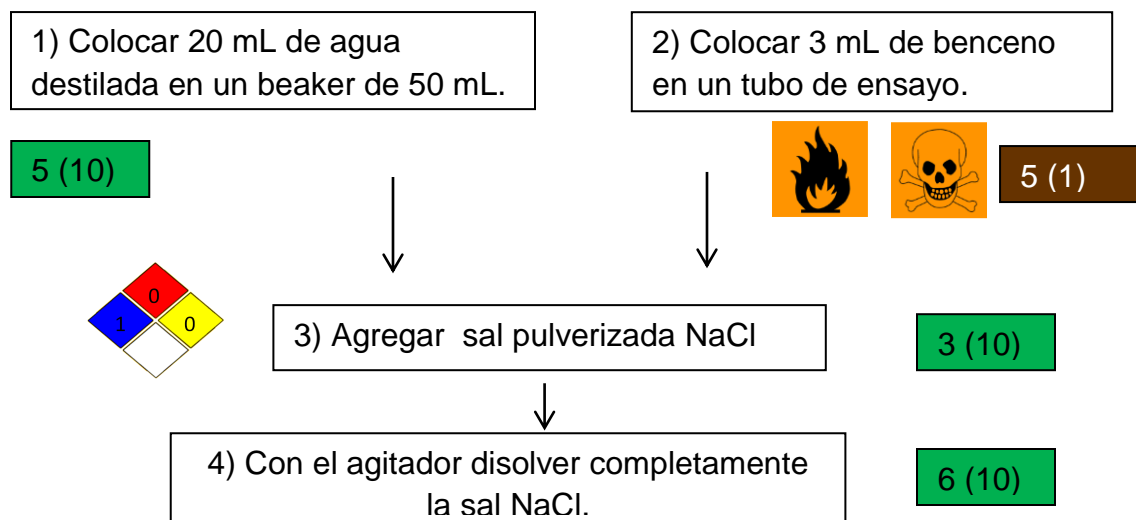 1) Colocar 20 mL de agua
destilada en un beaker de 50 mL.
2) Colocar 3 mL de benceno
en un tubo de ensayo.
5 (10)
5 (1)
0
1
0
3) Agregar sal pulverizada NaCl
3 (10)
4) Con el agitador disolver completamente
la sal NaCl.
6 (10)